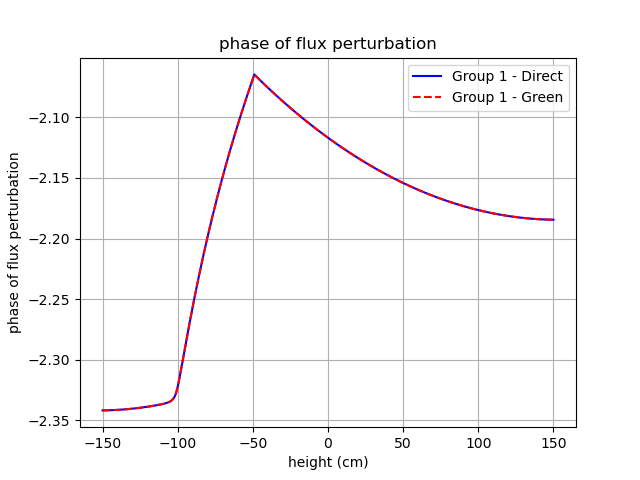 phase of flux perturbation
Group 1 - Direct
Group 1 - Green
phase of flux perturbation
−2.10
−2.15
−2.20
−2.25
−2.30
−2.35
−150
−100
−50
0
50
100
150
height (cm)